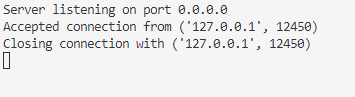 Server listening on port 0.0.0.0
Accepted connection from ('127.0.0.1', 12450)
Closing connection with ('127.0.0.1', 12450)